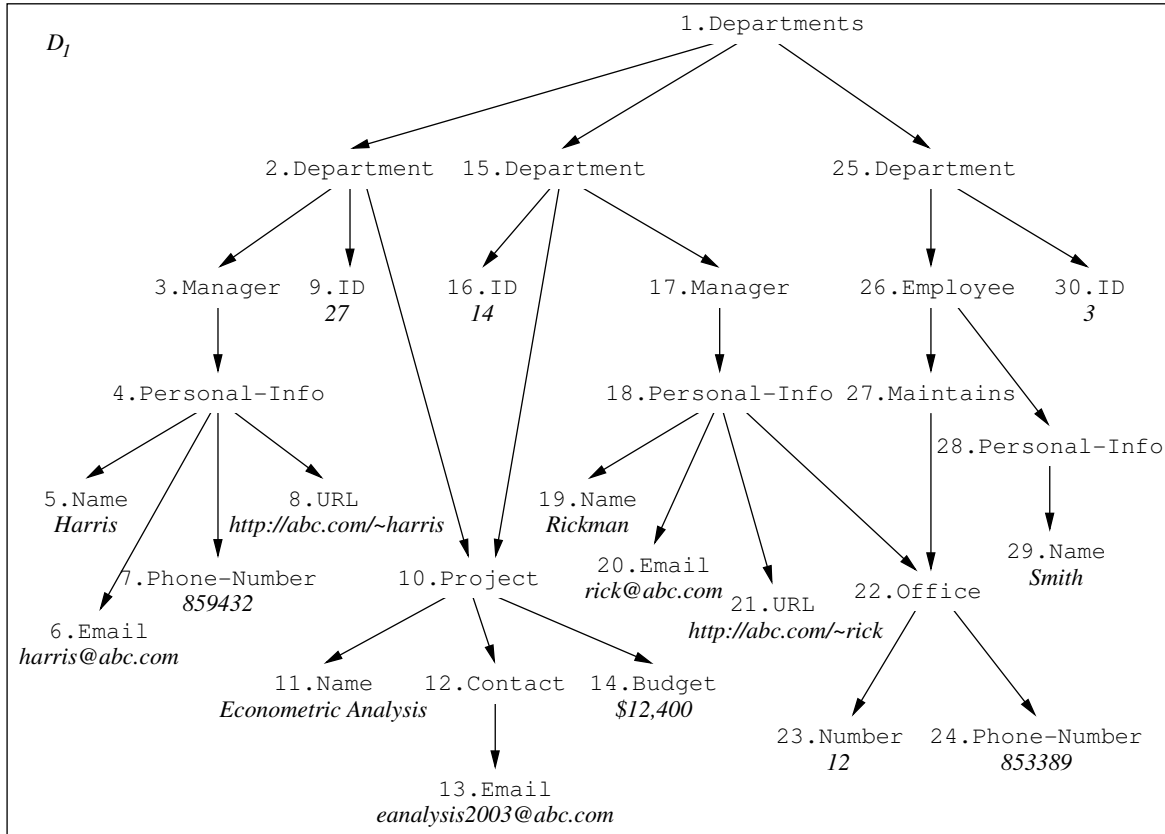 D1
1.Departments
2.Department 15.Department 25.Department
3.Manager 9.ID 16.ID 17.Manager 26.Employee 30.ID
27 14 3
4.Personal-Info 18.Personal-Info 27.Maintains
28.Personal-Info
5.Name 8.URL 19.Name
Harris http://abc.com/~harris Rickman
29.Name
Smith
7.Phone-Number 10.Project 20.Email 22.Office
859432 rick@abc.com
21.URL
http://abc.com/~rick
6.Email
harris@abc.com
11.Name 12.Contact 14.Budget
Econometric Analysis $12,400
23.Number 24.Phone-Number
12 853389
13.Email
eanalysis2003@abc.com